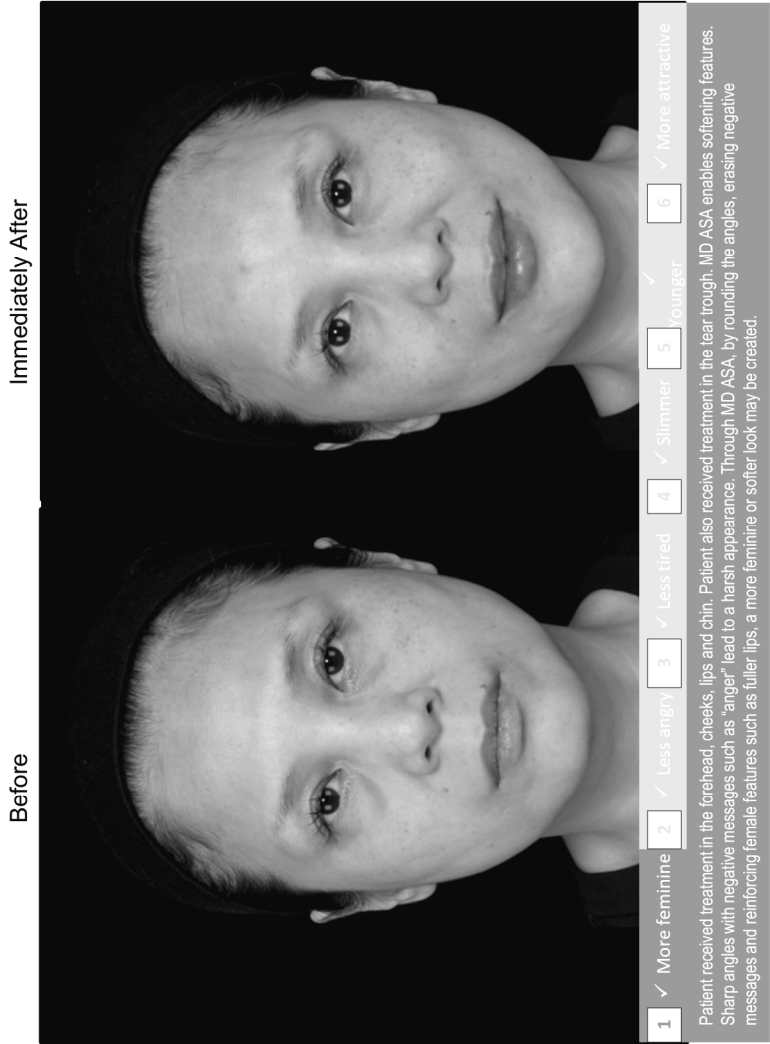 Before
Immediately After
1 ✓ More feminine 2 ✓ Less angry 3 ✓ Less tired 4 ✓ Slimmer 5 ✓ Younger 6 ✓ More attractive
Patient received treatment in the forehead, cheeks, lips and chin. Patient also received treatment in the tear trough. MD ASA enables softening features.
Sharp angles with negative messages such as “anger” lead to a harsh appearance. Through MD ASA, by rounding the angles, erasing negative
messages and reinforcing female features such as fuller lips, a more feminine or softer look may be created.